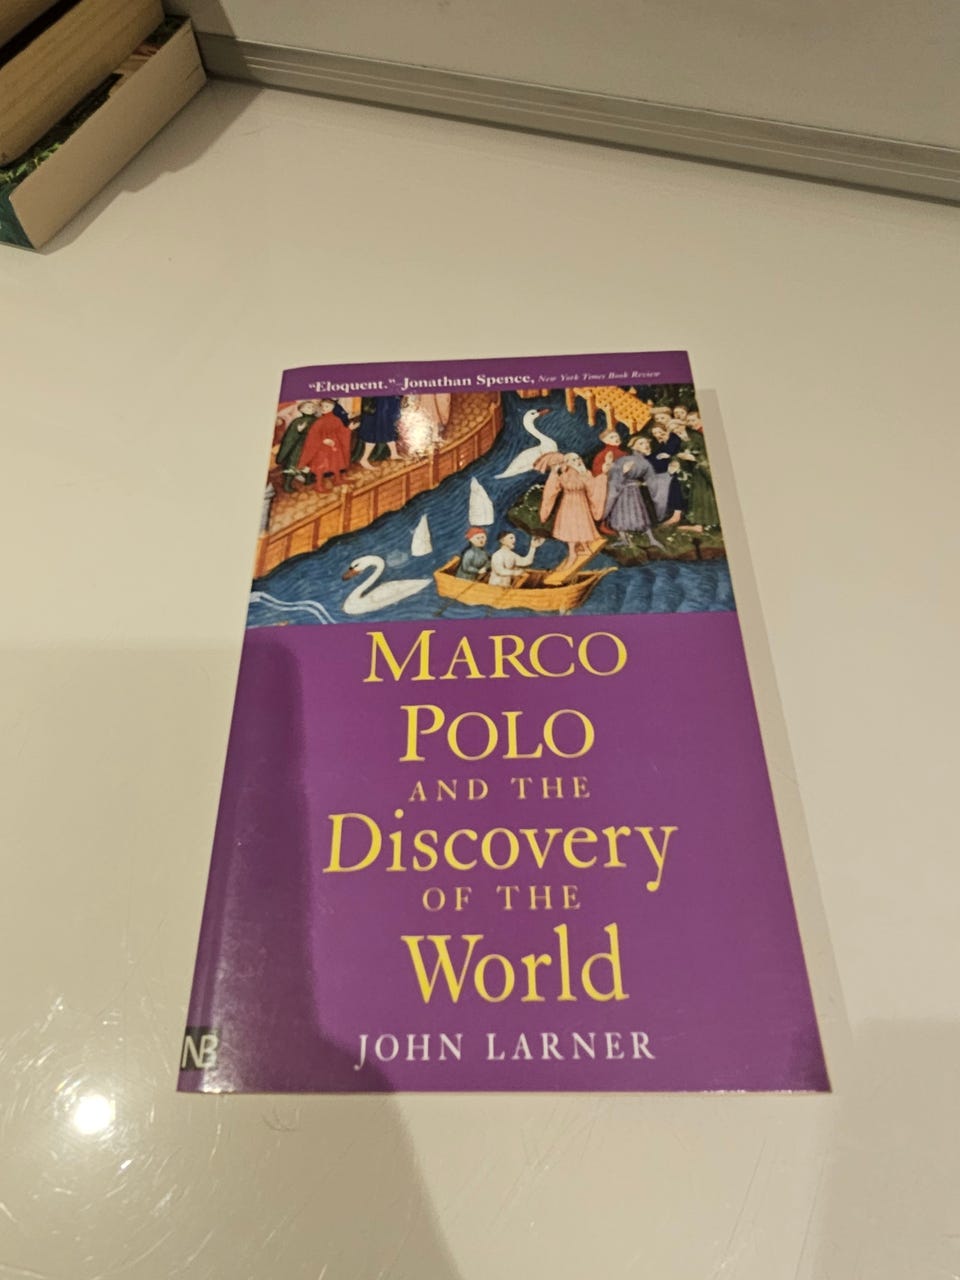 “Eloquent.”–Jonathan Spence, New York Times Book Review
MARCO
POLO
AND THE
Discovery
OF THE
World
JOHN LARNER
NB